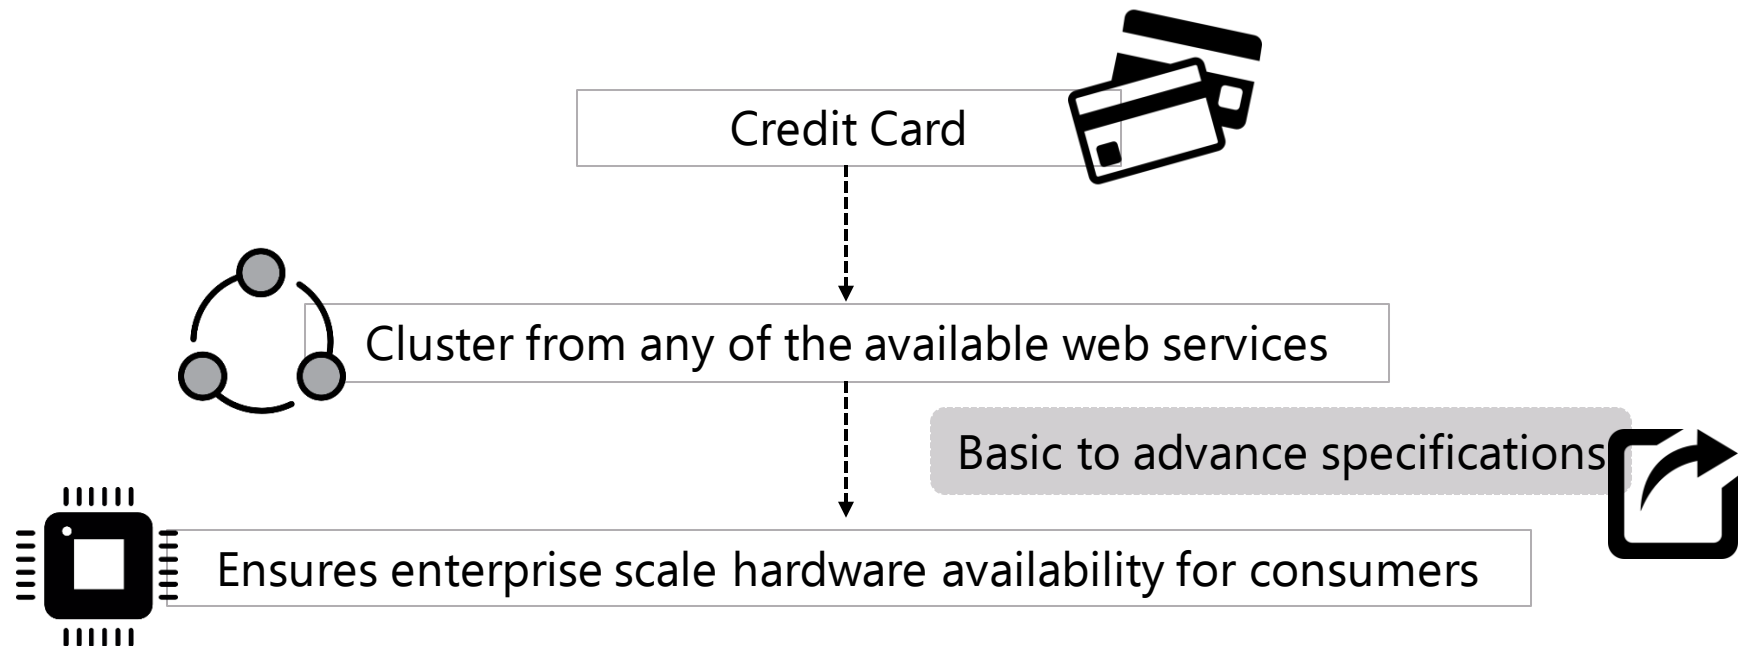 Credit Card
Cluster from any of the available web services
Basic to advance specifications
Ensures enterprise scale hardware availability for consumers